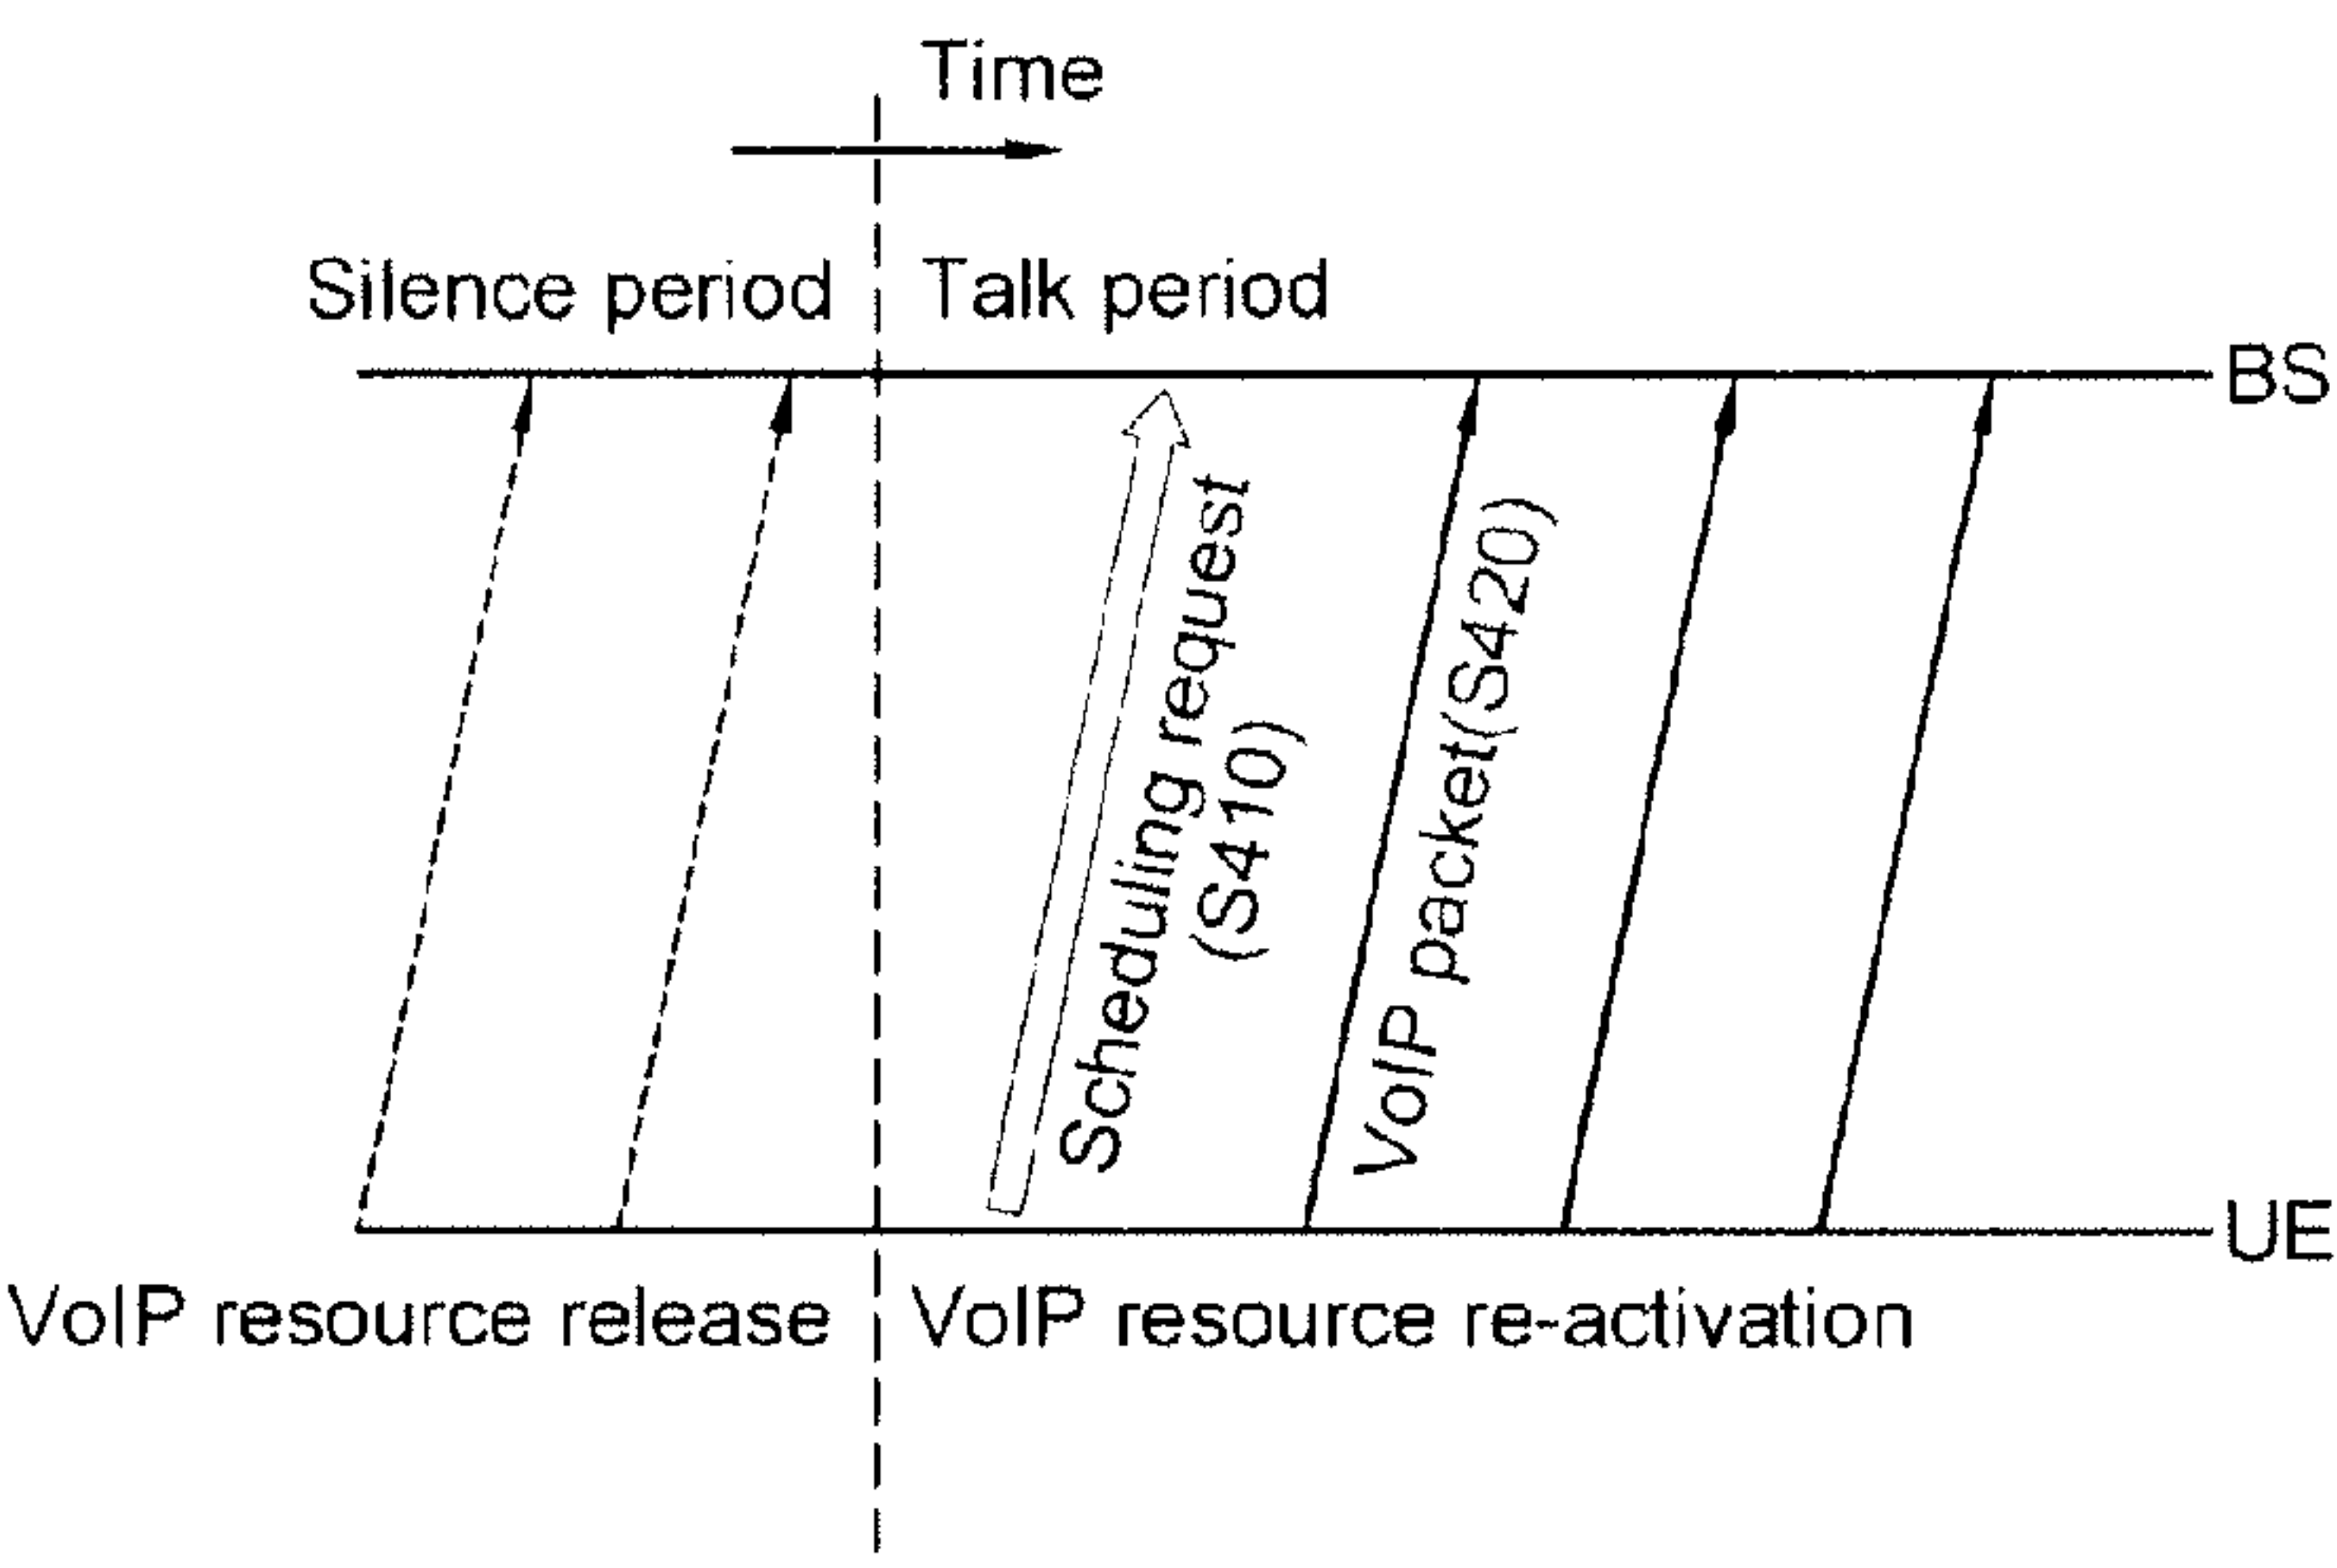 Time
Silence period
Talk period
BS
Scheduling request
(S410)
VoIP packet(S420)
UE
VoIP resource release
VoIP resource re-activation